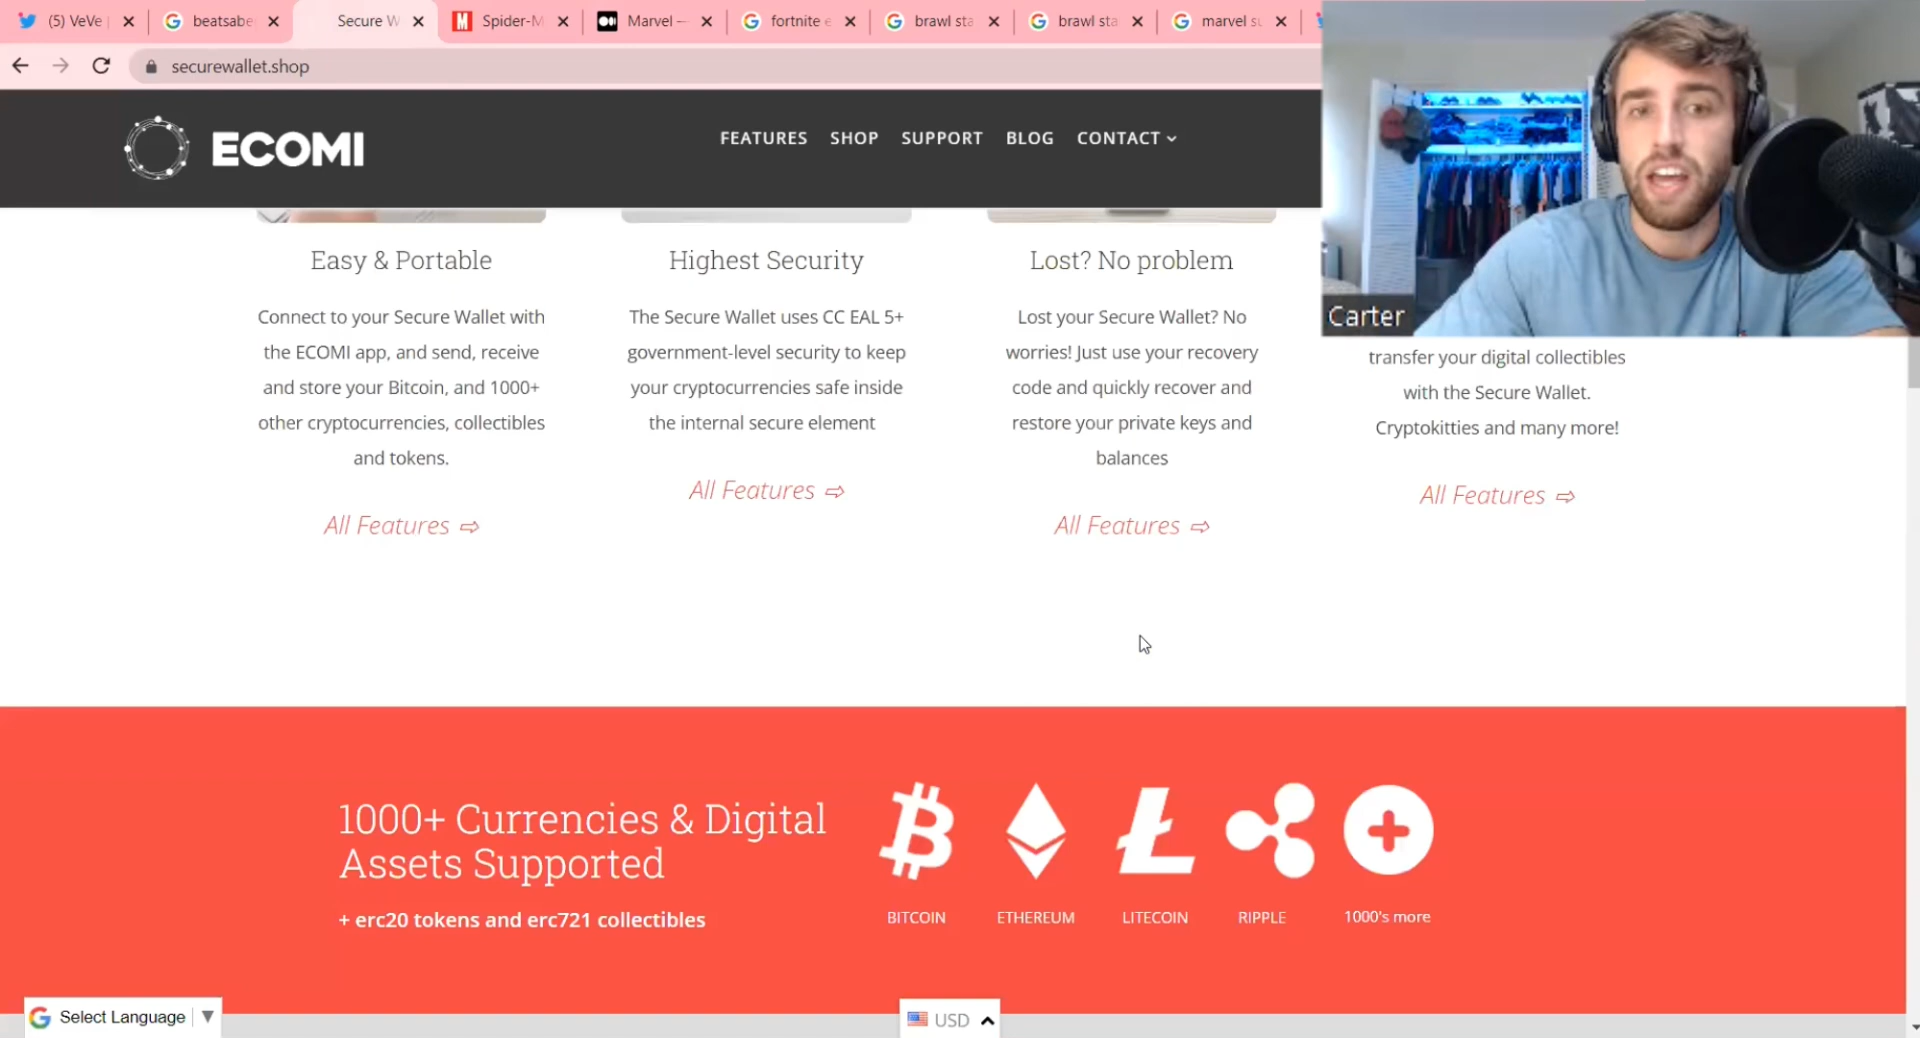 (5) VeVe
beatsabe
Secure W
Spider-M
Marvel —
fortnite e
brawl sta
brawl sta
marvel su
securewallet.shop
ECOMI
FEATURES
SHOP
SUPPORT
BLOG
CONTACT
Carter
Easy & Portable
Connect to your Secure Wallet with
the ECOMI app, and send, receive
and store your Bitcoin, and 1000+
other cryptocurrencies, collectibles
and tokens.
All Features ⇨
Highest Security
The Secure Wallet uses CC EAL 5+
government-level security to keep
your cryptocurrencies safe inside
the internal secure element
All Features ⇨
Lost? No problem
Lost your Secure Wallet? No
worries! Just use your recovery
code and quickly recover and
restore your private keys and
balances
All Features ⇨
transfer your digital collectibles
with the Secure Wallet.
Cryptokitties and many more!
All Features ⇨
1000+ Currencies & Digital
Assets Supported
+ erc20 tokens and erc721 collectibles
BITCOIN
ETHEREUM
LITECOIN
RIPPLE
1000's more
Select Language
USD